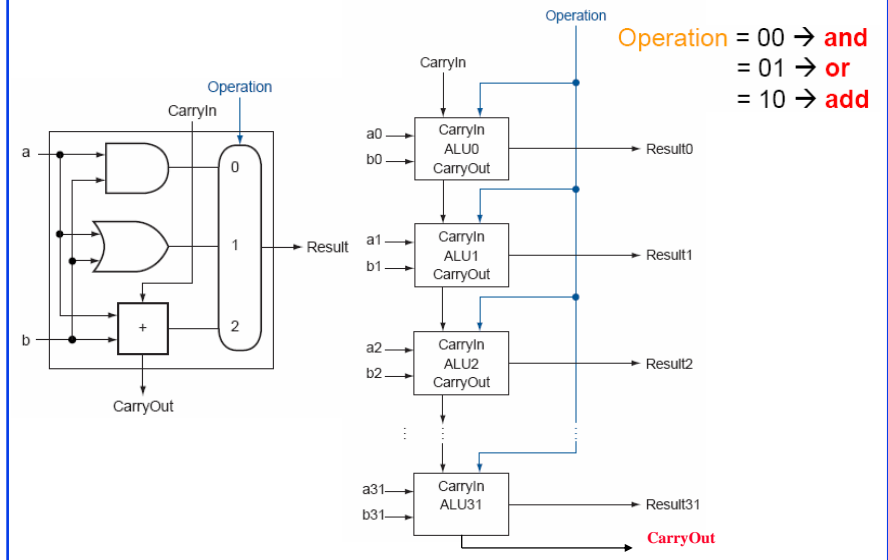 Operation
CarryIn
a
b
0
1
2
+
Result
CarryOut
Operation
CarryIn
a0
b0
CarryIn
ALU0
CarryOut
Result0
a1
b1
CarryIn
ALU1
CarryOut
Result1
a2
b2
CarryIn
ALU2
CarryOut
Result2
a31
b31
CarryIn
ALU31
Result31
CarryOut
Operation = 00 → and
= 01 → or
= 10 → add